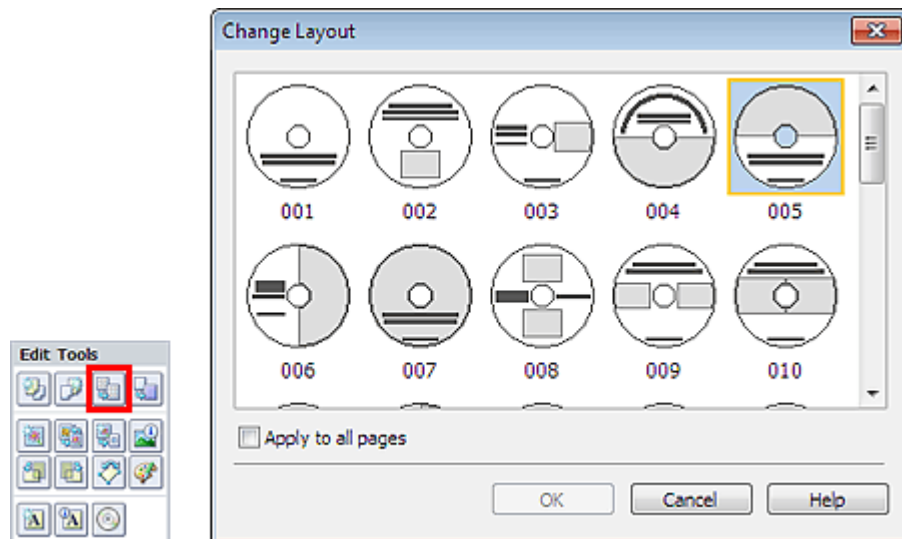 Change Layout
001 002 003 004 005
006 007 008 009 010
Apply to all pages
OK Cancel Help
Edit Tools
A A